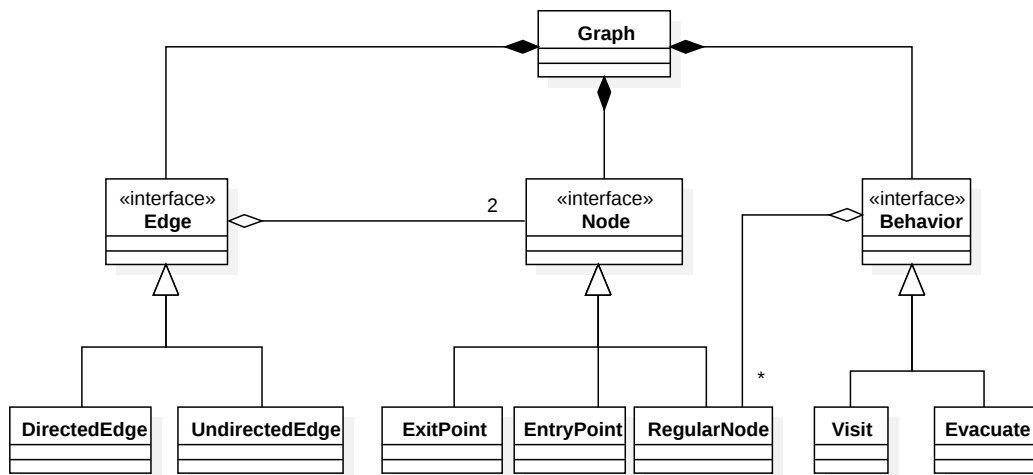 Graph
«interface»
Edge
2
«interface»
Node
«interface»
Behavior
*
DirectedEdge
UndirectedEdge
ExitPoint
EntryPoint
RegularNode
Visit
Evacuate